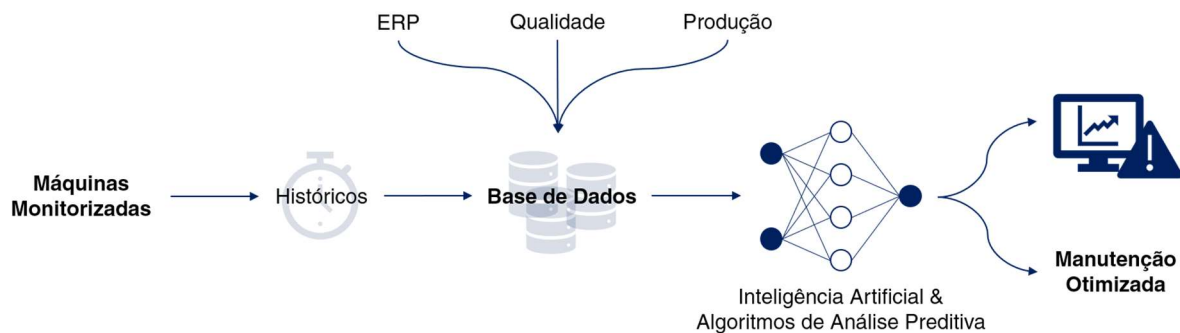 ERP
Qualidade
Produção
Máquinas
Monitorizadas
Históricos
Base de Dados
Inteligência Artificial &
Algoritmos de Análise Preditiva
Manutenção
Otimizada